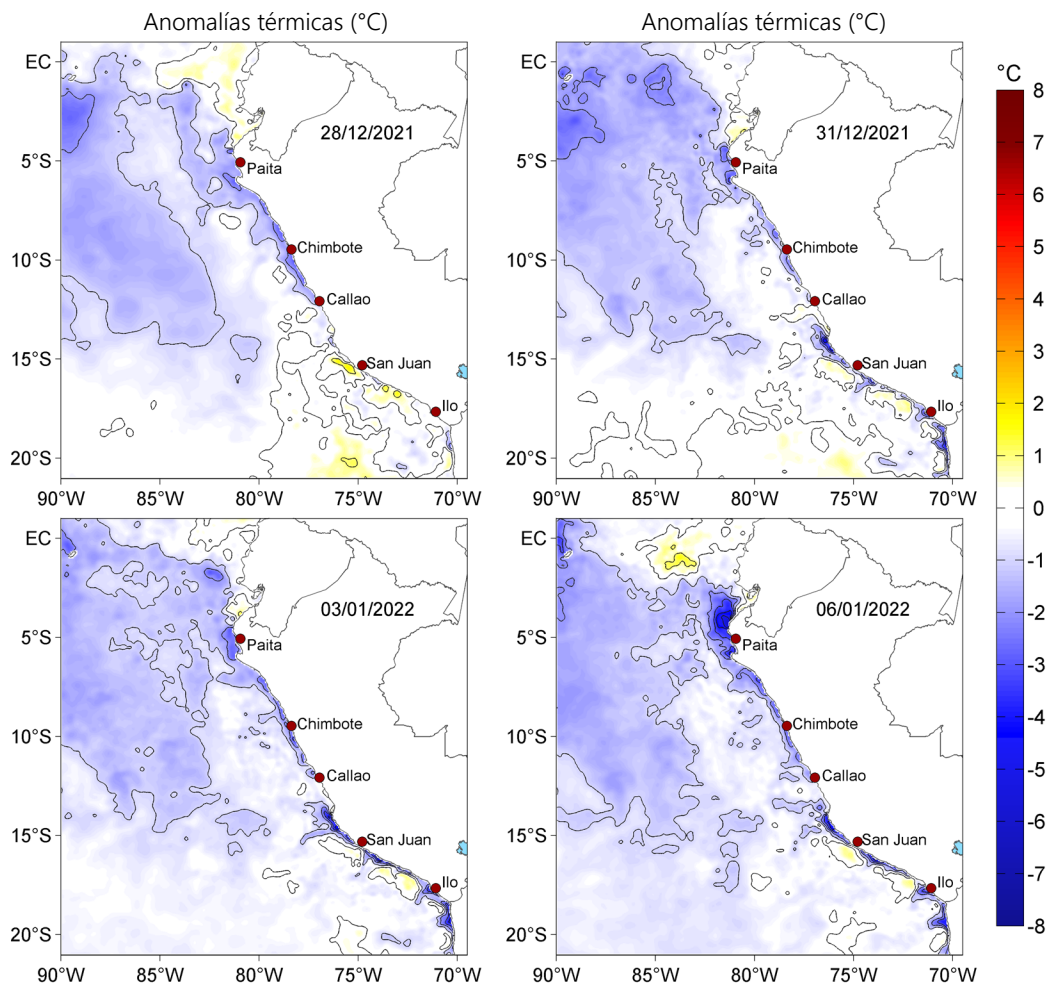 Anomalías térmicas (°C)
Anomalías térmicas (°C)
EC
5°S
10°S
15°S
20°S
90°W
85°W
80°W
75°W
70°W
28/12/2021
Paita
Chimbote
Callao
San Juan
Ilo
90°W
85°W
80°W
75°W
70°W
EC
5°S
10°S
15°S
20°S
31/12/2021
Paita
Chimbote
Callao
San Juan
Ilo
EC
5°S
10°S
15°S
20°S
90°W
85°W
80°W
75°W
70°W
03/01/2022
Paita
Chimbote
Callao
San Juan
Ilo
EC
5°S
10°S
15°S
20°S
90°W
85°W
80°W
75°W
70°W
06/01/2022
Paita
Chimbote
Callao
San Juan
Ilo
°C
8
7
6
5
4
3
2
1
0
-1
-2
-3
-4
-5
-6
-7
-8